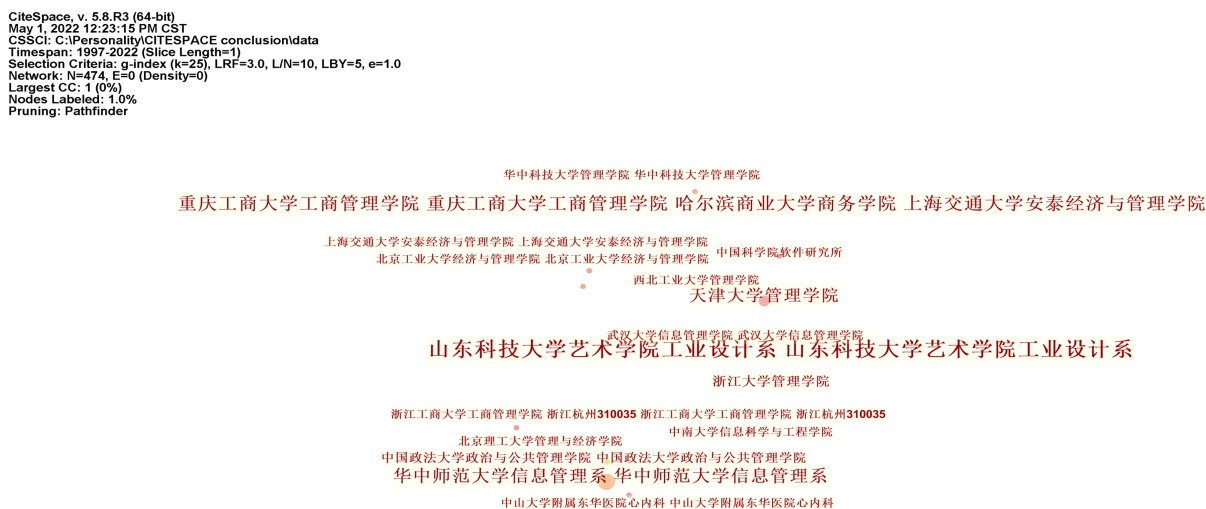 CiteSpace, v. 5.8.R3 (64-bit)
May 1, 2022 12:23:15 PM CST
CSSCI: C:\Personality\CITESPACE conclusion\data
Timespan: 1997-2022 (Slice Length=1)
Selection Criteria: g-index (k=25), LRF=3.0, L/N=10, LBY=5, e=1.0
Network: N=474, E=0 (Density=0)
Largest CC: 1 (0%)
Nodes Labeled: 1.0%
Pruning: Pathfinder
华中科技大学管理学院 华中科技大学管理学院
重庆工商大学工商管理学院 重庆工商大学工商管理学院 哈尔滨商业大学商务学院 上海交通大学安泰经济与管理学院
上海交通大学安泰经济与管理学院 上海交通大学安泰经济与管理学院
中国科学院软件研究所
北京工业大学经济与管理学院 北京工业大学经济与管理学院
西北工业大学管理学院
天津大学管理学院
武汉大学信息管理学院 武汉大学信息管理学院
山东科技大学艺术学院工业设计系 山东科技大学艺术学院工业设计系
浙江大学管理学院
浙江工商大学工商管理学院 浙江杭州310035 浙江工商大学工商管理学院 浙江杭州310035
中南大学信息科学与工程学院
北京理工大学管理与经济学院
中国政法大学政治与公共管理学院 中国政法大学政治与公共管理学院
华中师范大学信息管理系 华中师范大学信息管理系
中山大学附属东华医院心内科 中山大学附属东华医院心内科